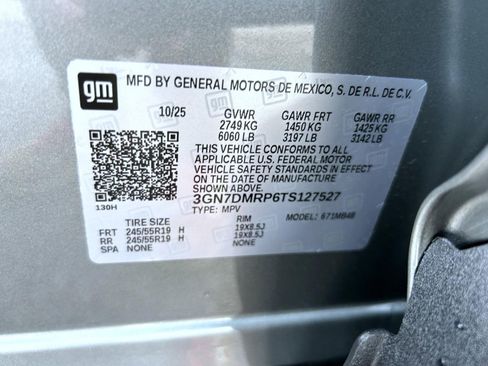 gm
MFD BY GENERAL MOTORS DE MEXICO, S. DE R.L. DE C.V.
10/25 GVWR GAWR FRT GAWR RR
2749 KG 1450 KG 1425 KG
6060 LB 3197 LB 3142 LB
THIS VEHICLE CONFORMS TO ALL
APPLICABLE U.S. FEDERAL MOTOR
VEHICLE SAFETY STANDARDS IN EFFECT
ON THE DATE OF MANUFACTURE SHOWN ABOVE.
3GN7DMRP6TS127527
130H TYPE: MPV MODEL: 671MB48
TIRE SIZE RIM
FRT 245/55R19 H 19X8.5J
RR 245/55R19 H 19X8.5J
SPA NONE NONE